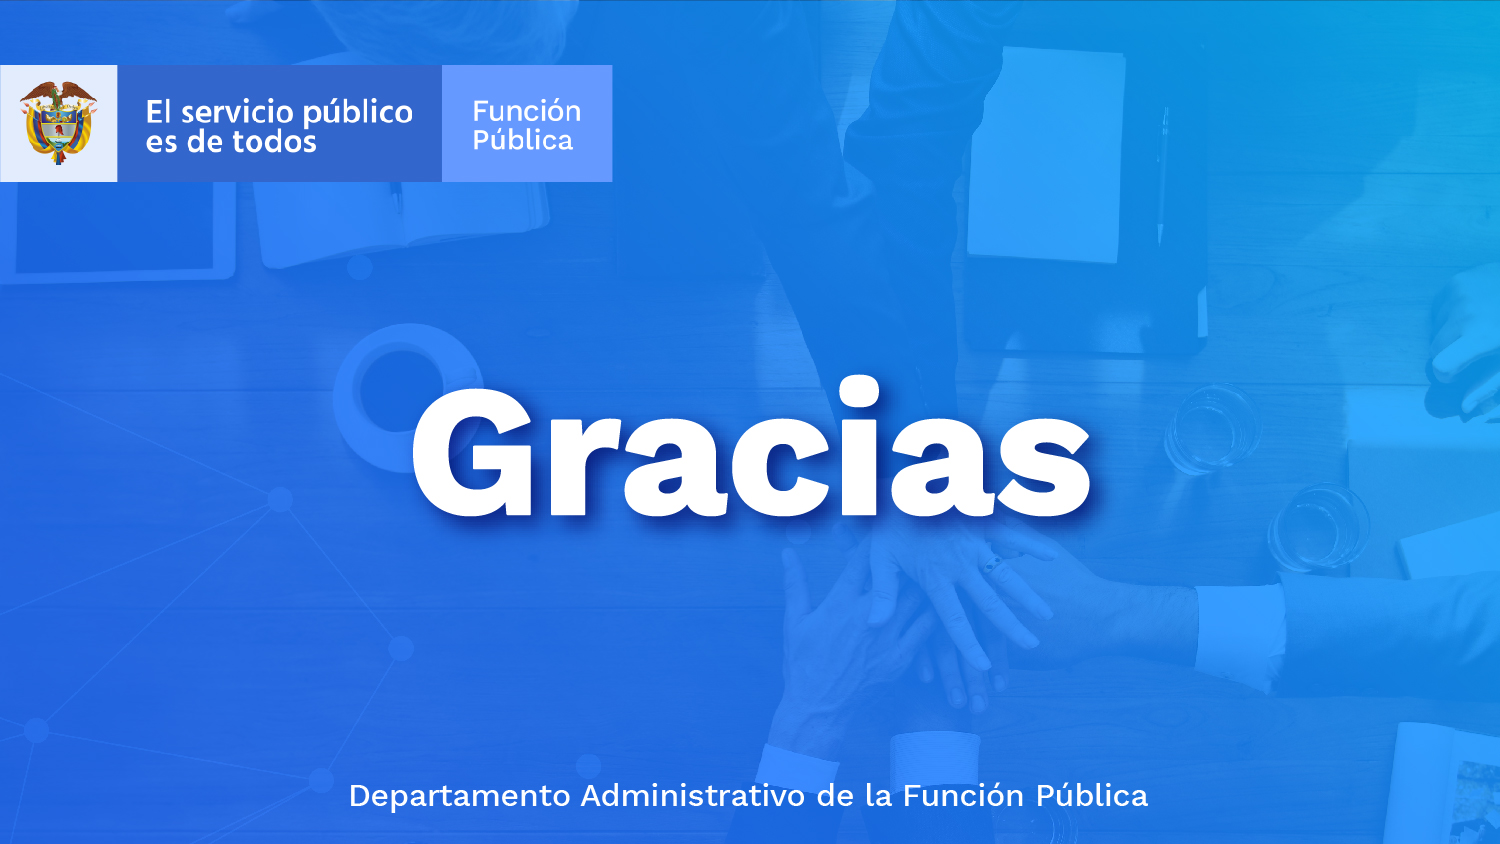 El servicio público
es de todos
Función
Pública
Gracias
Departamento Administrativo de la Función Pública